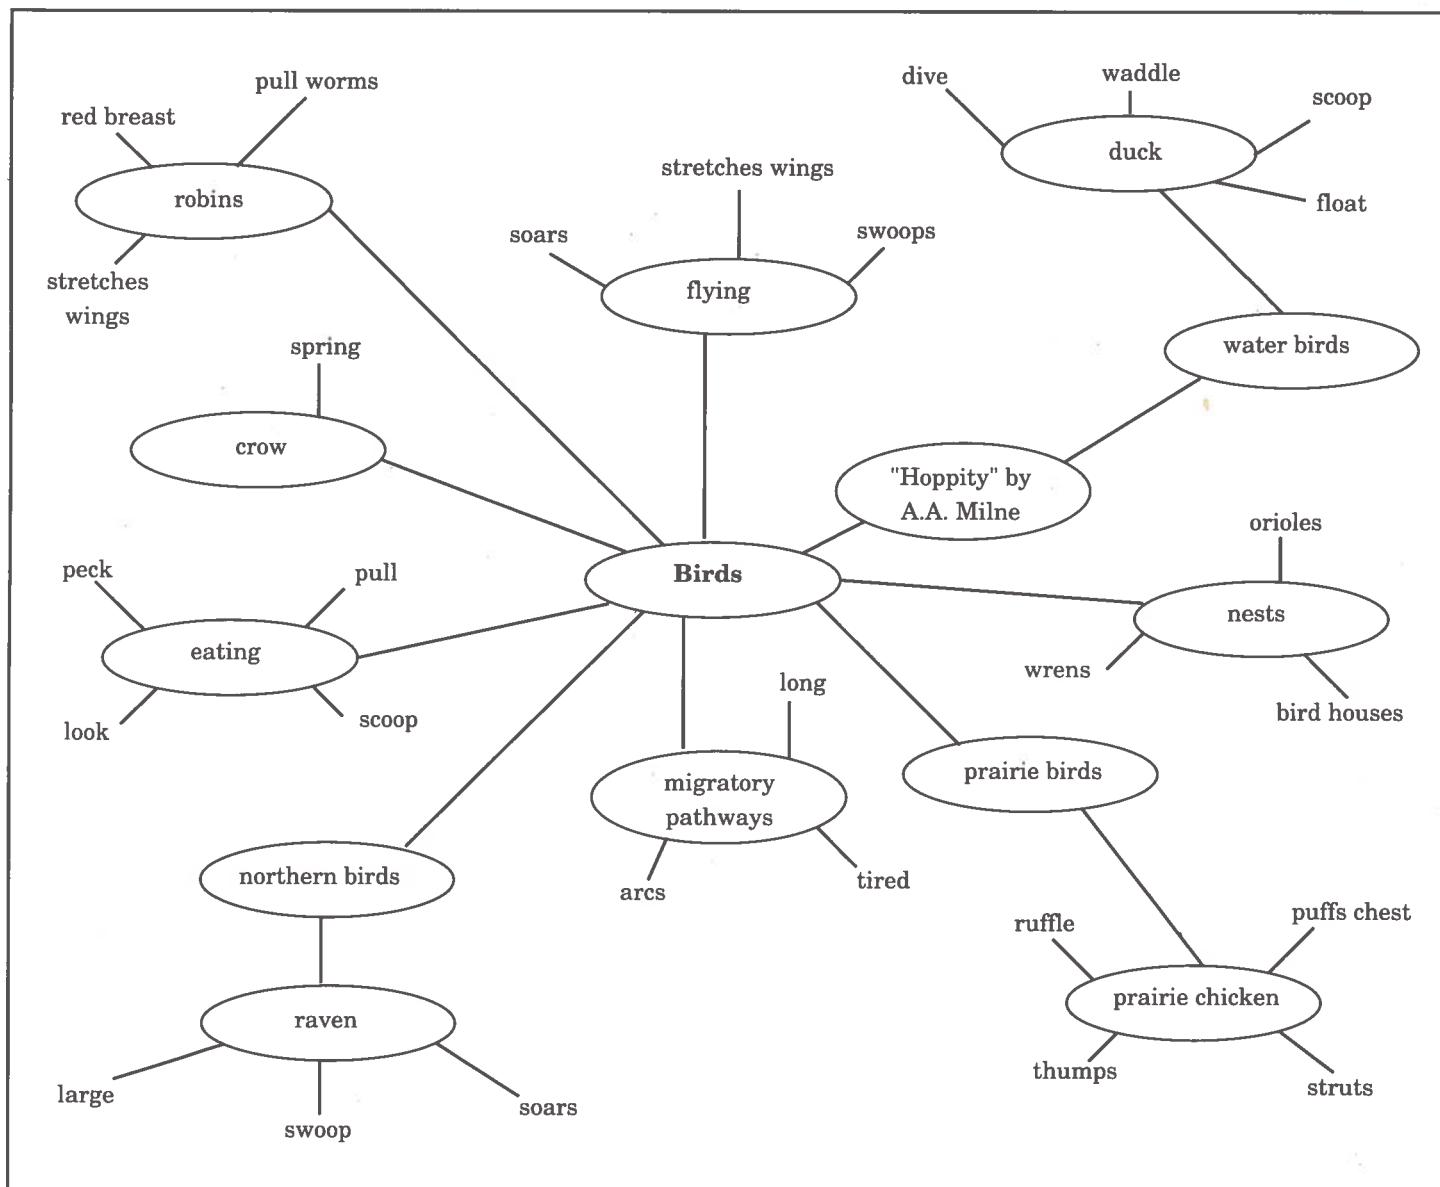 dive
waddle
pull worms
scoop
red breast
duck
stretches wings
robins
float
swoops
soars
stretches
wings
flying
water birds
spring
crow
"Hoppity" by
A.A. Milne
orioles
peck
pull
Birds
nests
eating
wrens
long
look
scoop
bird houses
prairie birds
migratory
pathways
northern birds
arcs
tired
ruffle
puffs chest
prairie chicken
raven
thumps
struts
large
soars
swoop